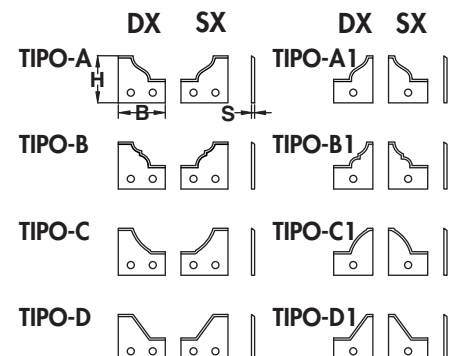 DX SX DX SX
TIPO-A TIPO-A1
H
B S
TIPO-B TIPO-B1
TIPO-C TIPO-C1
TIPO-D TIPO-D1